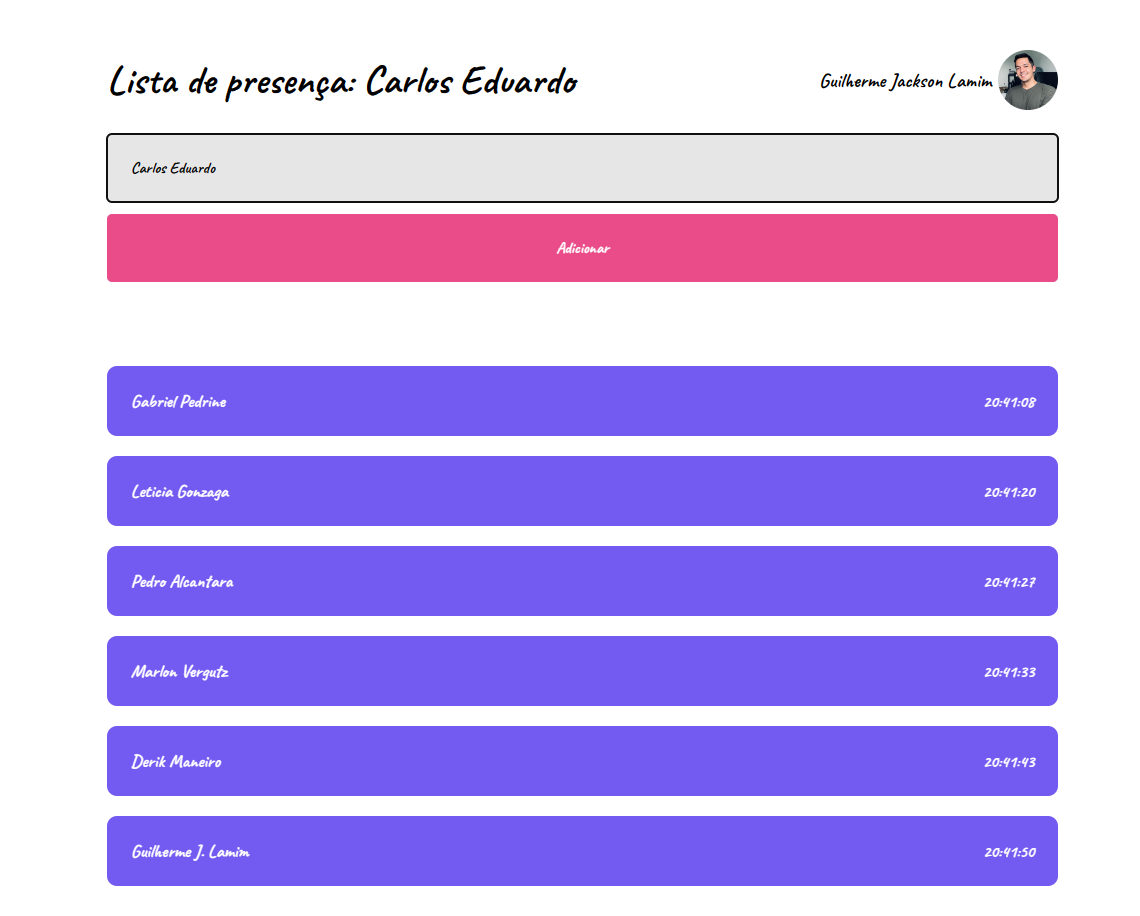 Lista de presença: Carlos Eduardo
Guilherme Jackson Lamim
Carlos Eduardo
Adicionar
Gabriel Pedrine 20:41:08
Leticia Gonzaga 20:41:20
Pedro Alcantara 20:41:27
Marlon Vergutz 20:41:33
Derik Maneiro 20:41:43
Guilherme J. Lamim 20:41:50